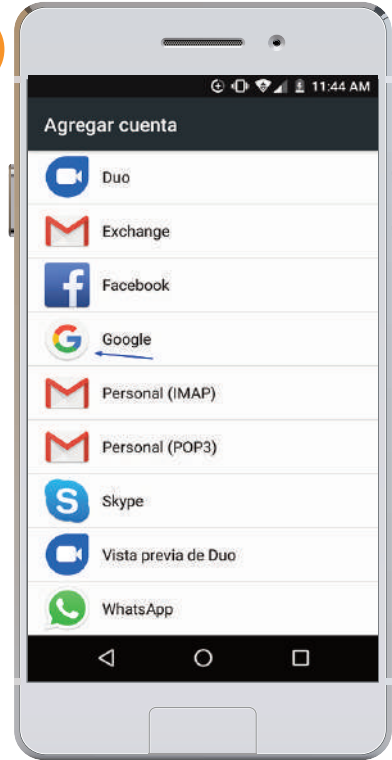 11:44 AM
Agregar cuenta
Duo
Exchange
Facebook
Google
Personal (IMAP)
Personal (POP3)
Skype
Vista previa de Duo
WhatsApp